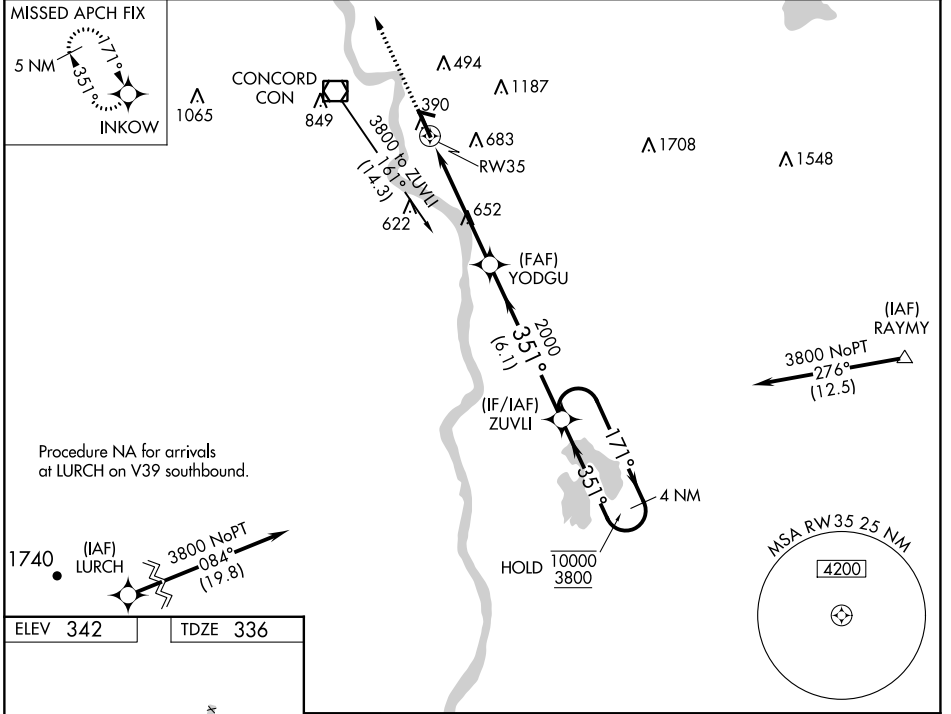 MISSED APCH FIX
5 NM
171°
351°
INKOW
1065
CONCORD
CON
849
494
1187
390
683
RW35
1708
1548
3800 to ZUVLI
161°
(14.3)
622
652
(FAF)
YODGU
2000
351°
(6.1)
(IAF)
RAYMY
3800 NoPT
276°
(12.5)
(IF/IAF)
ZUVLI
171°
351°
4 NM
HOLD
10000
3800
Procedure NA for arrivals
at LURCH on V39 southbound.
1740
(IAF)
LURCH
3800 NoPT
084°
(19.8)
MSA RW35 25 NM
4200
ELEV 342
TDZE 336